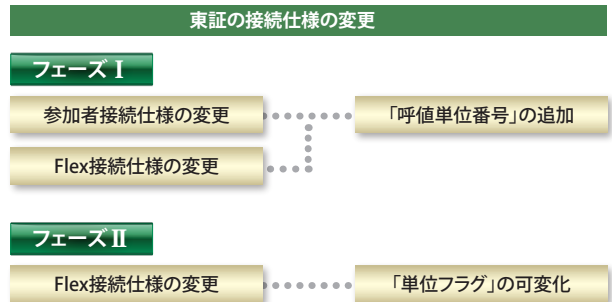 東証の接続仕様の変更
フェーズⅠ
参加者接続仕様の変更
「呼値単位番号」の追加
Flex接続仕様の変更
フェーズⅡ
Flex接続仕様の変更
「単位フラグ」の可変化